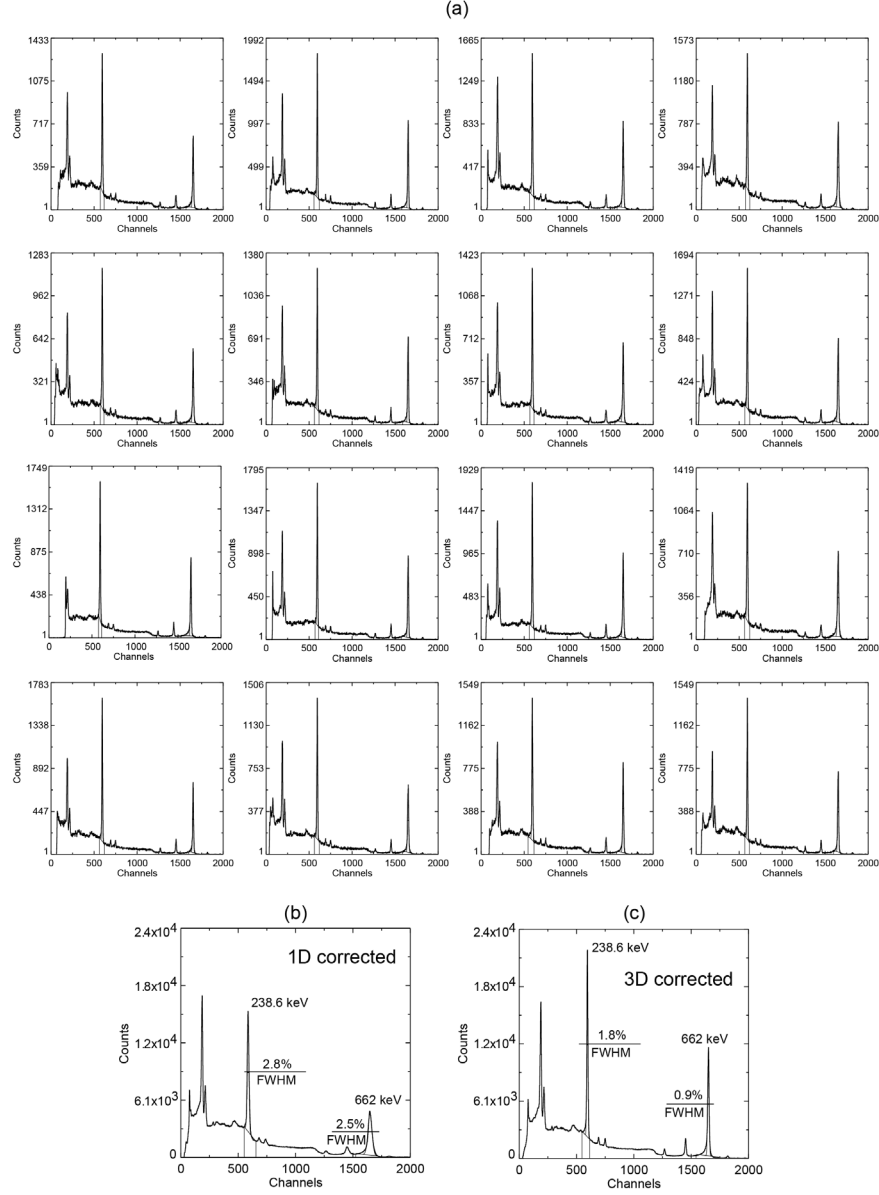 (a)
1433 1992 1665 1573
1075 1494 1249 1180
Counts Counts Counts Counts
717 997 833 787
359 499 417 394
1 1 1 1
0 500 1000 1500 2000 0 500 1000 1500 2000 0 500 1000 1500 2000 0 500 1000 1500 2000
Channels Channels Channels Channels
1283 1380 1423 1694
962 1036 1068 1271
Counts Counts Counts Counts
642 691 712 848
321 346 357 424
1 1 1 1
0 500 1000 1500 2000 0 500 1000 1500 2000 0 500 1000 1500 2000 0 500 1000 1500 2000
Channels Channels Channels Channels
1749 1795 1929 1419
1312 1347 1447 1064
Counts Counts Counts Counts
875 898 965 710
438 450 483 356
1 1 1 1
0 500 1000 1500 2000 0 500 1000 1500 2000 0 500 1000 1500 2000 0 500 1000 1500 2000
Channels Channels Channels Channels
1783 1506 1549 1549
1338 1130 1162 1162
Counts Counts Counts Counts
892 753 775 775
447 377 388 388
1 1 1 1
0 500 1000 1500 2000 0 500 1000 1500 2000 0 500 1000 1500 2000 0 500 1000 1500 2000
Channels Channels Channels Channels
(b)
2.4x10⁴
1D corrected
1.8x10⁴
238.6 keV
Counts
1.2x10⁴
2.8%
FWHM
662 keV
6.1x10³
2.5%
FWHM
0
0 500 1000 1500 2000
Channels
(c)
2.4x10⁴
238.6 keV
3D corrected
1.8x10⁴
Counts
1.8%
1.2x10⁴
FWHM
662 keV
6.1x10³
0.9%
FWHM
0
0 500 1000 1500 2000
Channels